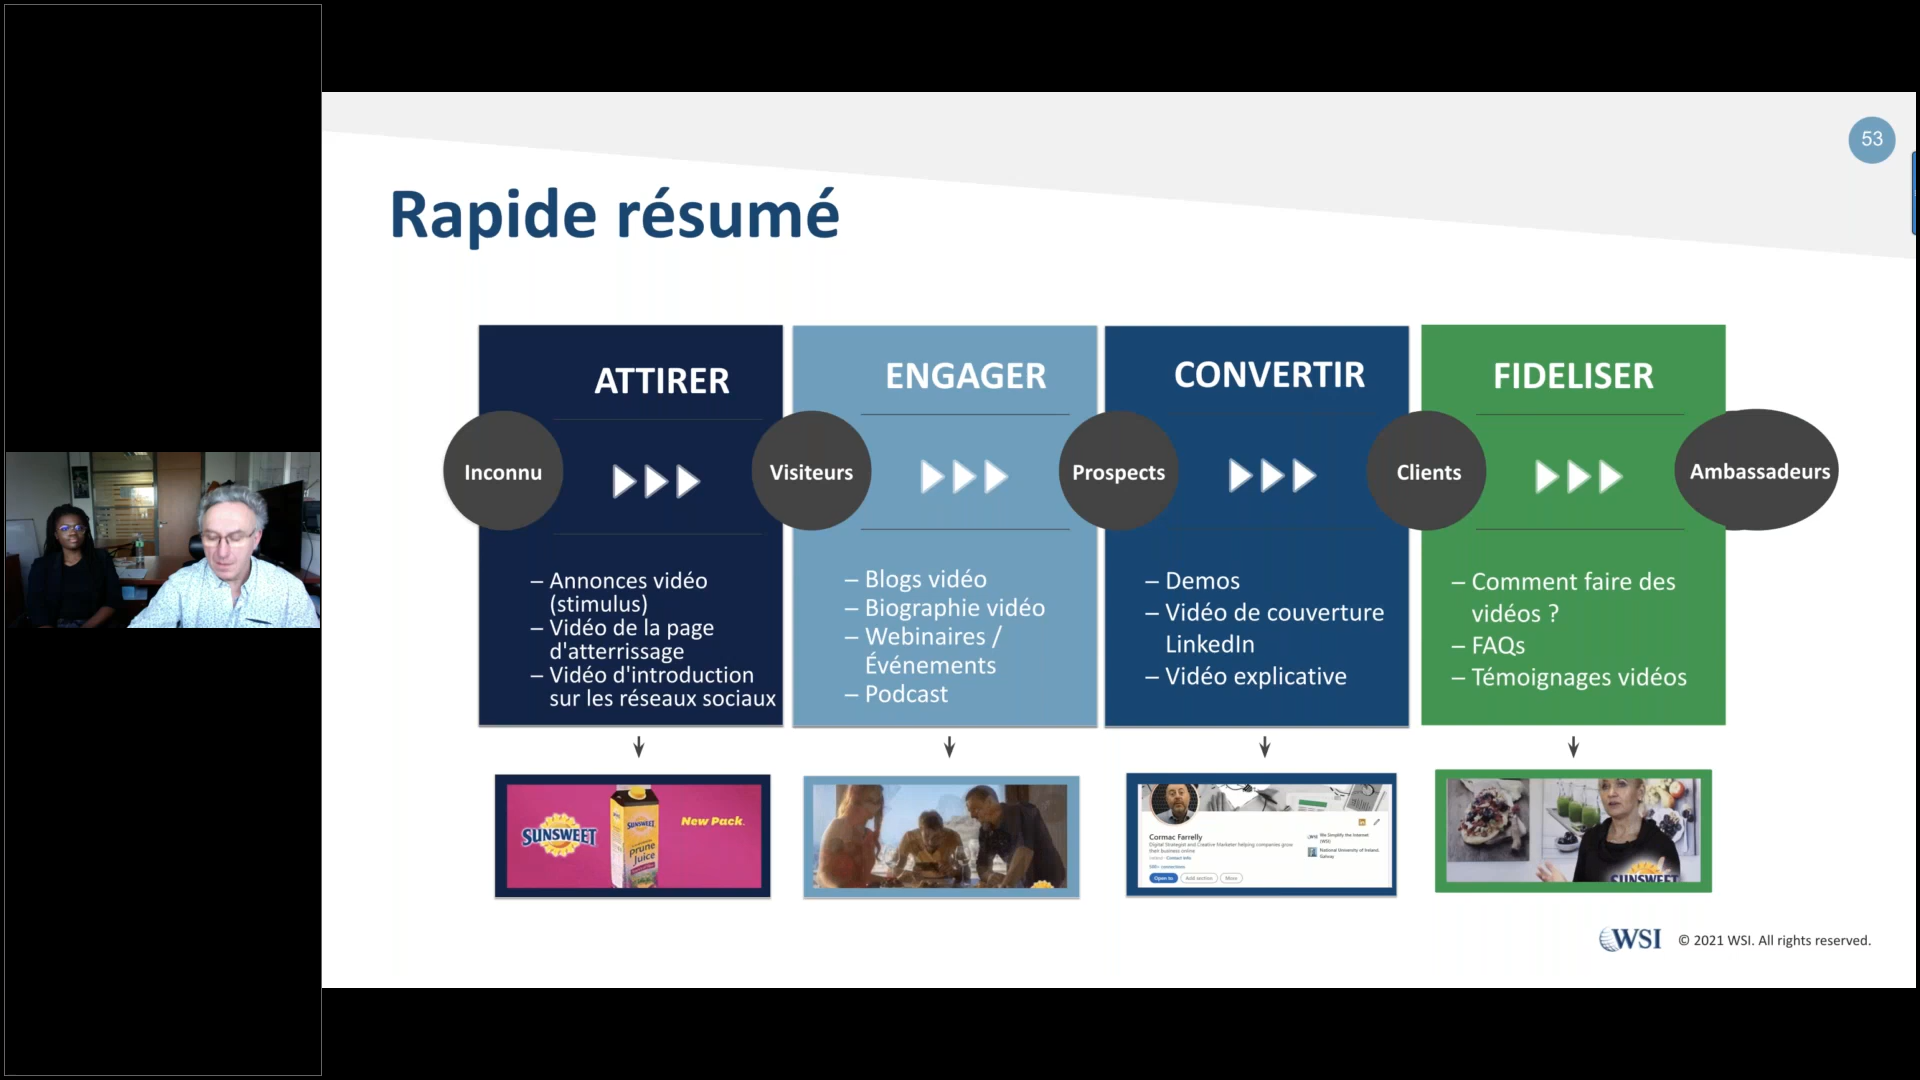 53
Rapide résumé
ATTIRER
ENGAGER
CONVERTIR
FIDELISER
Inconnu
Visiteurs
Prospects
Clients
Ambassadeurs
– Annonces vidéo
(stimulus)
– Vidéo de la page
d'atterrissage
– Vidéo d'introduction
sur les réseaux sociaux
– Blogs vidéo
– Biographie vidéo
– Webinaires /
Événements
– Podcast
– Demos
– Vidéo de couverture
LinkedIn
– Vidéo explicative
– Comment faire des
vidéos ?
– FAQs
– Témoignages vidéos
SUNSWEET
SUNSWEET
prune
juice
New Pack.
Cormac Farrelly
Digital Strategist and Creative Marketer helping companies grow
their business online
Contact info
500+ connections
Open to
Add section
More
We Simplify the Internet
(WSI)
National University of Ireland,
Galway
SUNSWEET
WSI
© 2021 WSI. All rights reserved.